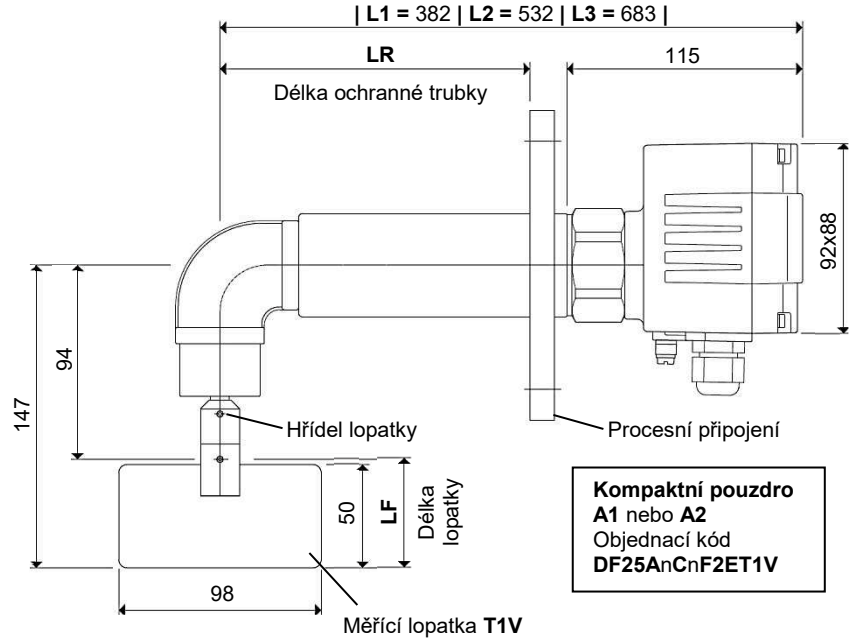 | L1 = 382 | L2 = 532 | L3 = 683 |
LR
115
Délka ochranné trubky
92x88
94
147
Hřídel lopatky
Procesní připojení
50
LF
Délka
lopatky
98
Měřící lopatka T1V
Kompaktní pouzdro
A1 nebo A2
Objednací kód
DF25AnCnF2ET1V